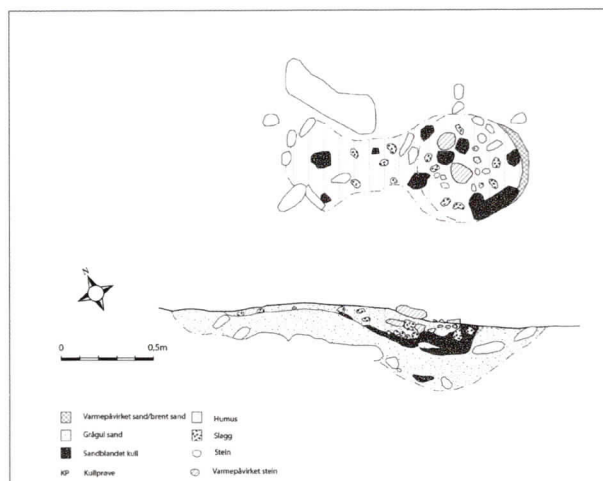 N
0 0,5m
Varmepåvirket sand/brent sand
Grågul sand
Sandblandet kull
KP Kullprøve
Humus
Slagg
Stein
Varmepåvirket stein